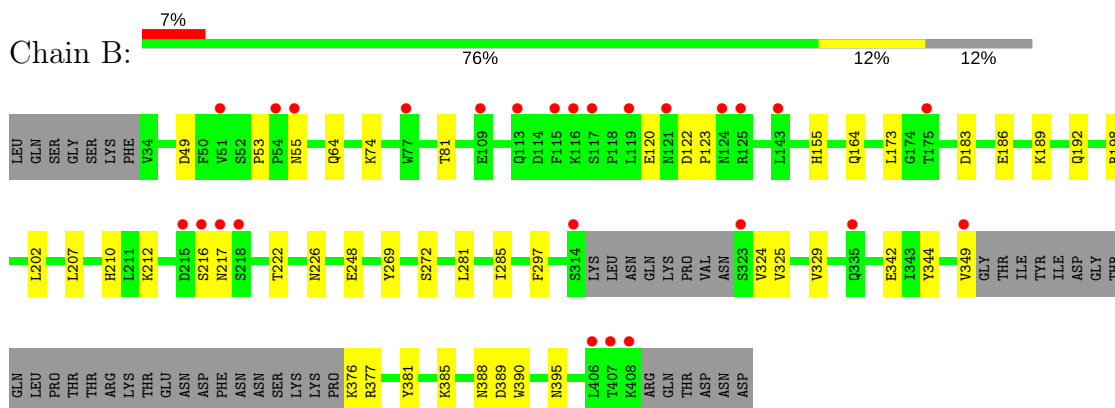 7%
Chain B:
76% 12% 12%
LEU GLN SER GLY SER LYS PHE V34 D49 F50 V51 S52 P53 P54 N55 Q64 K74 W77 T81 E109 Q113 D114 F115 K116 S117 P118 L119 E120 N121 D122 P123 N124 R125 L143 H155 Q164 L173 G174 T175 D183 E186 K189 Q192
L202 L207 H210 L211 K212 D215 S216 N217 S218 T222 N226 E248 Y269 S272 L281 I285 F297 S314 LYS LEU ASN GLN LYS PRO VAL ASN S323 V324 V325 V329 Q335 E342 I343 Y344 V349 GLY THR ILE TYR ILE ASP GLY THR
GLN LEU PRO THR THR ARG LYS THR GLU ASN ASP PHE ASN ASN SER LYS LYS PRO K376 R377 Y381 K385 N388 D389 W390 N395 L406 T407 K408 ARG GLN THR ASP ASN ASP